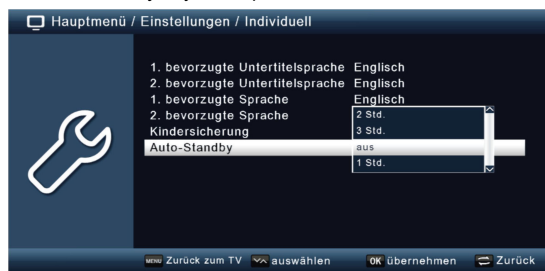 Hauptmenü / Einstellungen / Individuell
1. bevorzugte Untertitelsprache Englisch
2. bevorzugte Untertitelsprache Englisch
1. bevorzugte Sprache Englisch
2. bevorzugte Sprache 2 Std.
Kindersicherung 3 Std.
Auto-Standby aus
1 Std.
MENU Zurück zum TV auswählen OK übernehmen Zurück